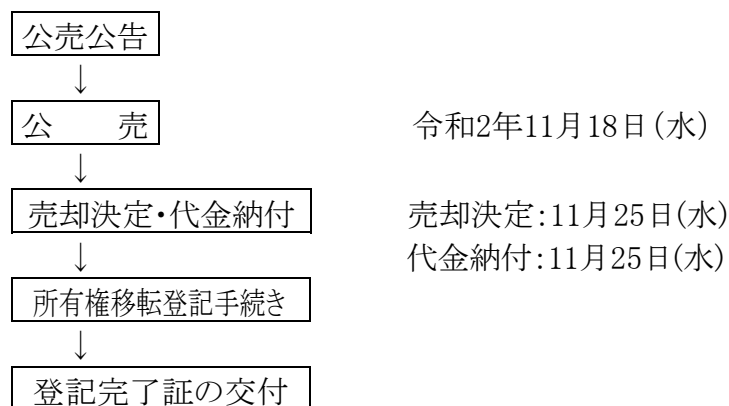 公売公告
↓
公　　売　　令和2年11月18日(水)
↓
売却決定・代金納付　　売却決定:11月25日(水)
↓　　代金納付:11月25日(水)
所有権移転登記手続き
↓
登記完了証の交付